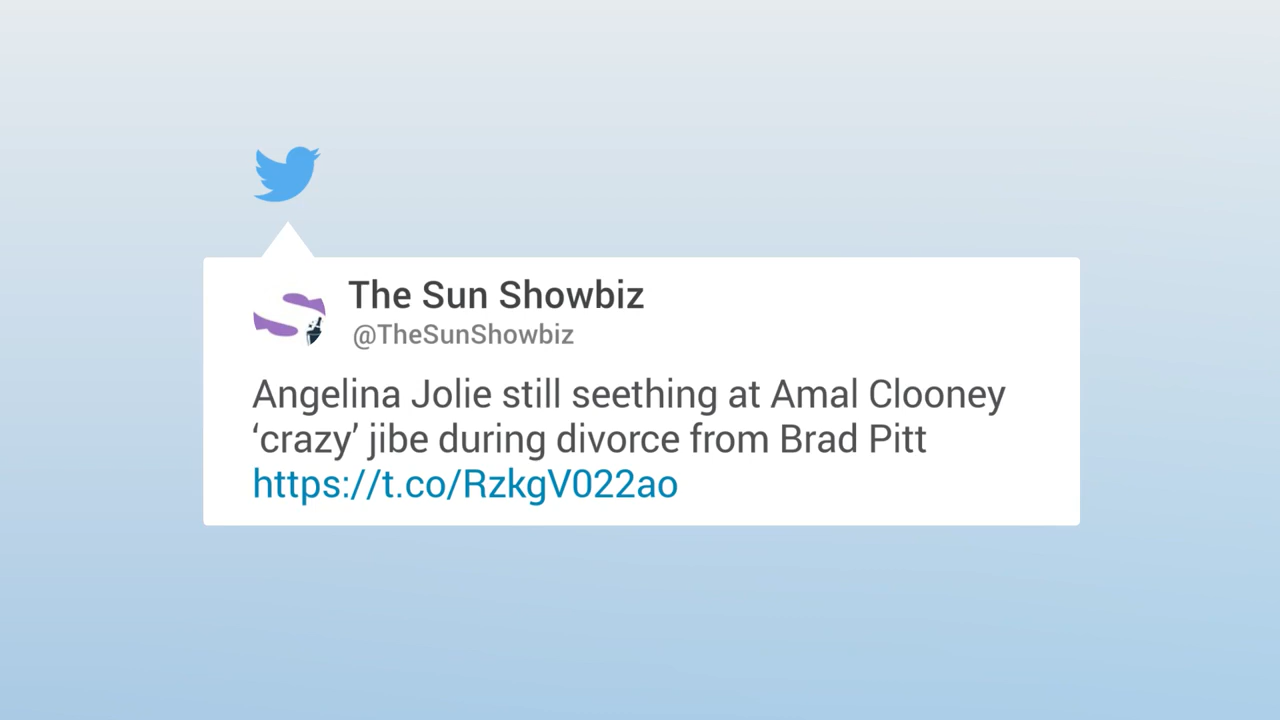 The Sun Showbiz
@TheSunShowbiz
Angelina Jolie still seething at Amal Clooney
‘crazy’ jibe during divorce from Brad Pitt
https://t.co/RzkgV022ao